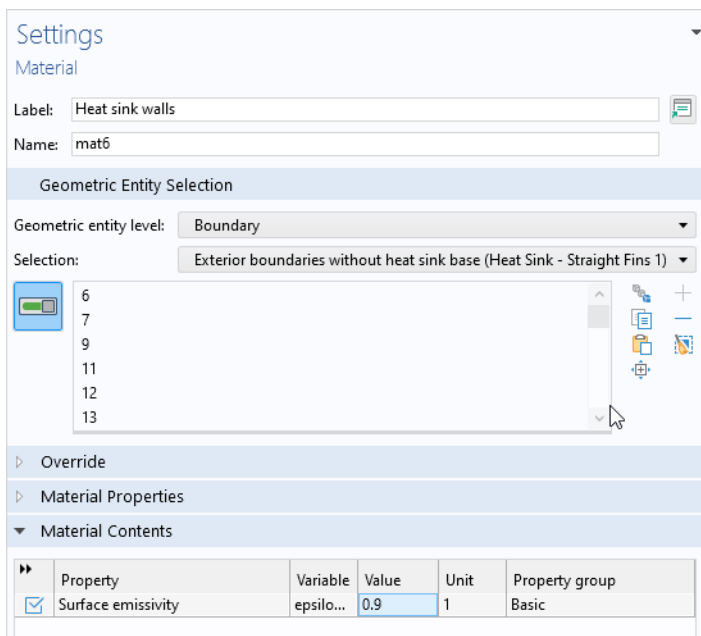 Settings
Material
Label: Heat sink walls
Name: mat6
Geometric Entity Selection
Geometric entity level: Boundary
Selection: Exterior boundaries without heat sink base (Heat Sink - Straight Fins 1)
6
7
9
11
12
13
Override
Material Properties
Material Contents
Property Variable Value Unit Property group
Surface emissivity epsilo... 0.9 1 Basic